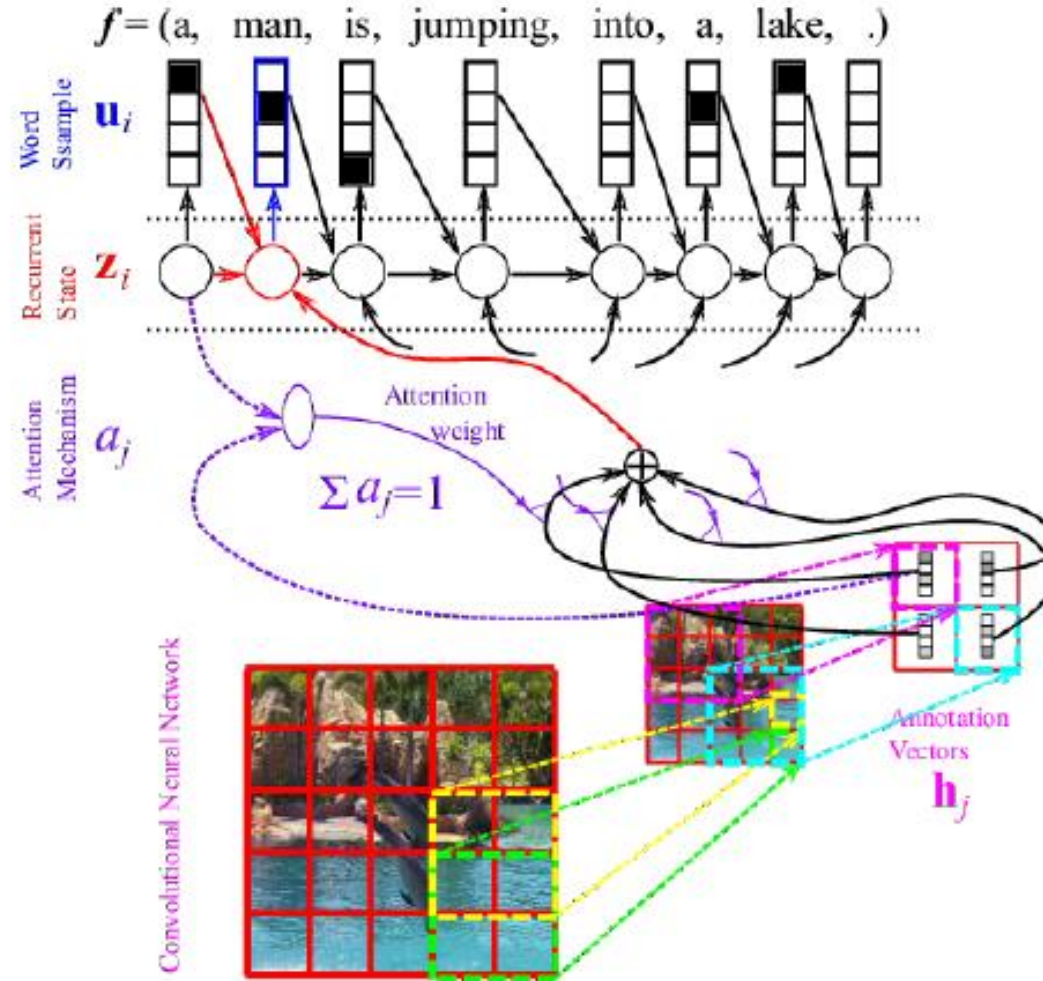 f = (a, man, is, jumping, into, a, lake, .)
Word
Ssample
u_i
Recurrent
State
z_i
Attention
Mechanism
a_j
Attention
weight
Σ a_j=1
Annotation
Vectors
h_j
Convolutional Neural Network